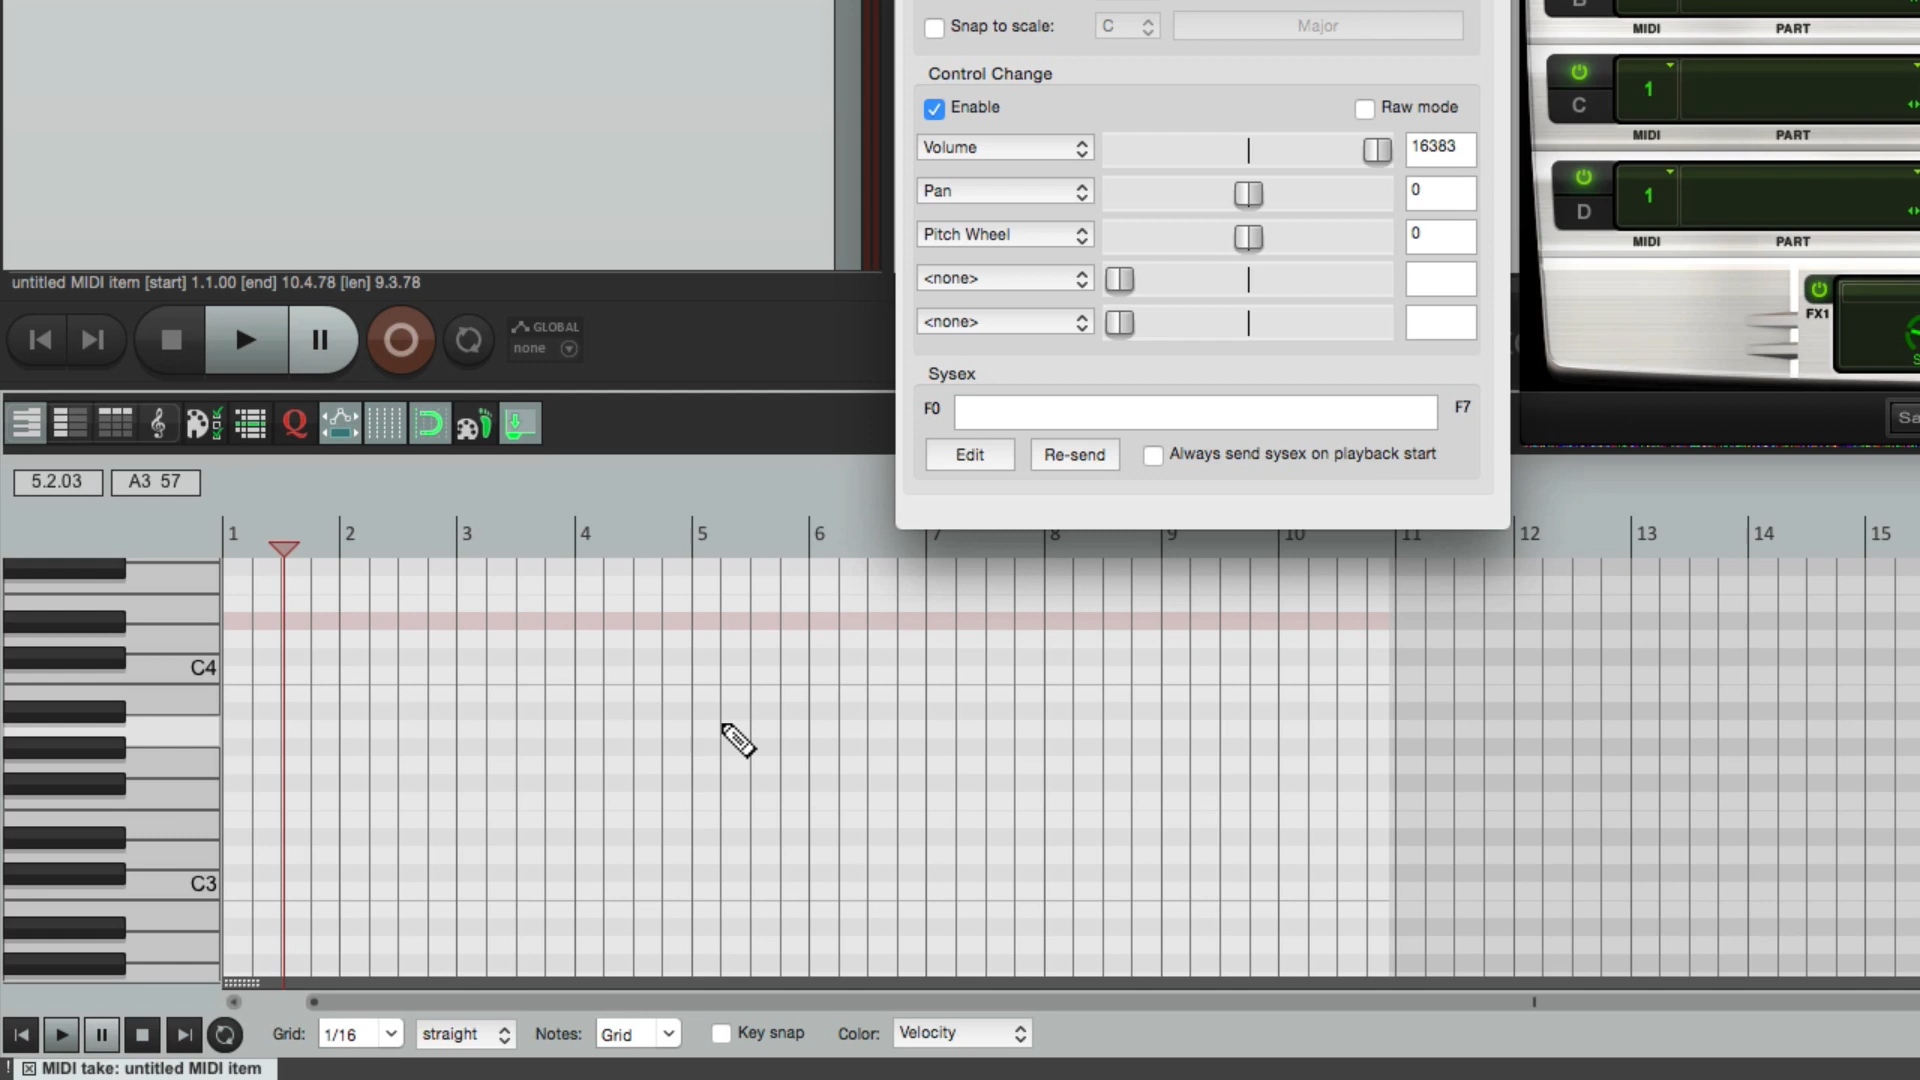 Snap to scale: C Major
Control Change
Enable Raw mode
Volume 16383
Pan 0
Pitch Wheel 0
<none>
<none>
Sysex
F0 F7
Edit Re-send Always send sysex on playback start
B
MIDI PART
1
C
MIDI PART
1
D
MIDI PART
FX1
untitled MIDI item [start] 1.1.00 [end] 10.4.78 [len] 9.3.78
GLOBAL
none
Q
5.2.03 A3 57
1 2 3 4 5 6 7 8 9 10 11 12 13 14 15
C4
C3
Grid: 1/16 straight Notes: Grid Key snap Color: Velocity
! MIDI take: untitled MIDI item